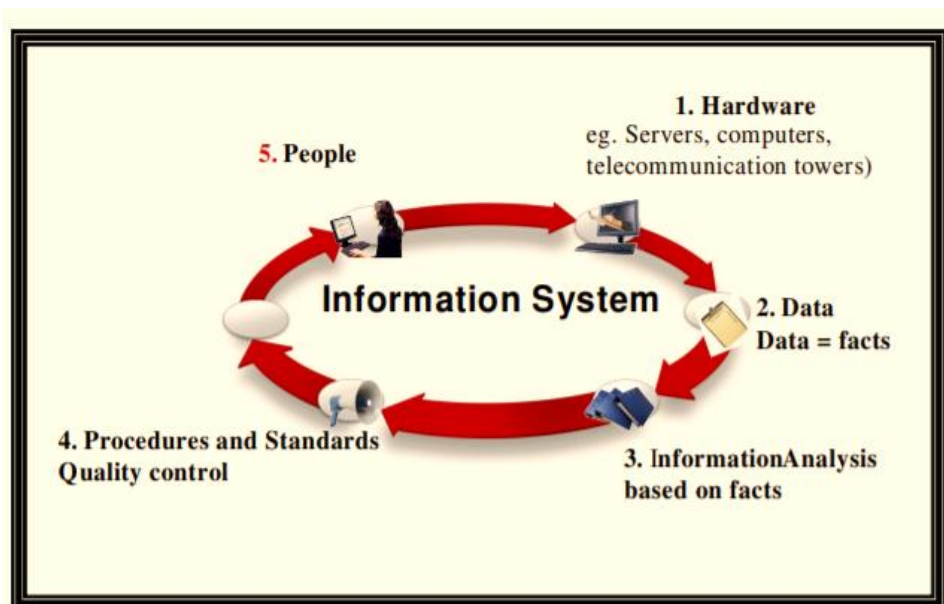 1. Hardware
eg. Servers, computers,
telecommunication towers)
5. People
Information System
2. Data
Data = facts
4. Procedures and Standards
Quality control
3. InformationAnalysis
based on facts